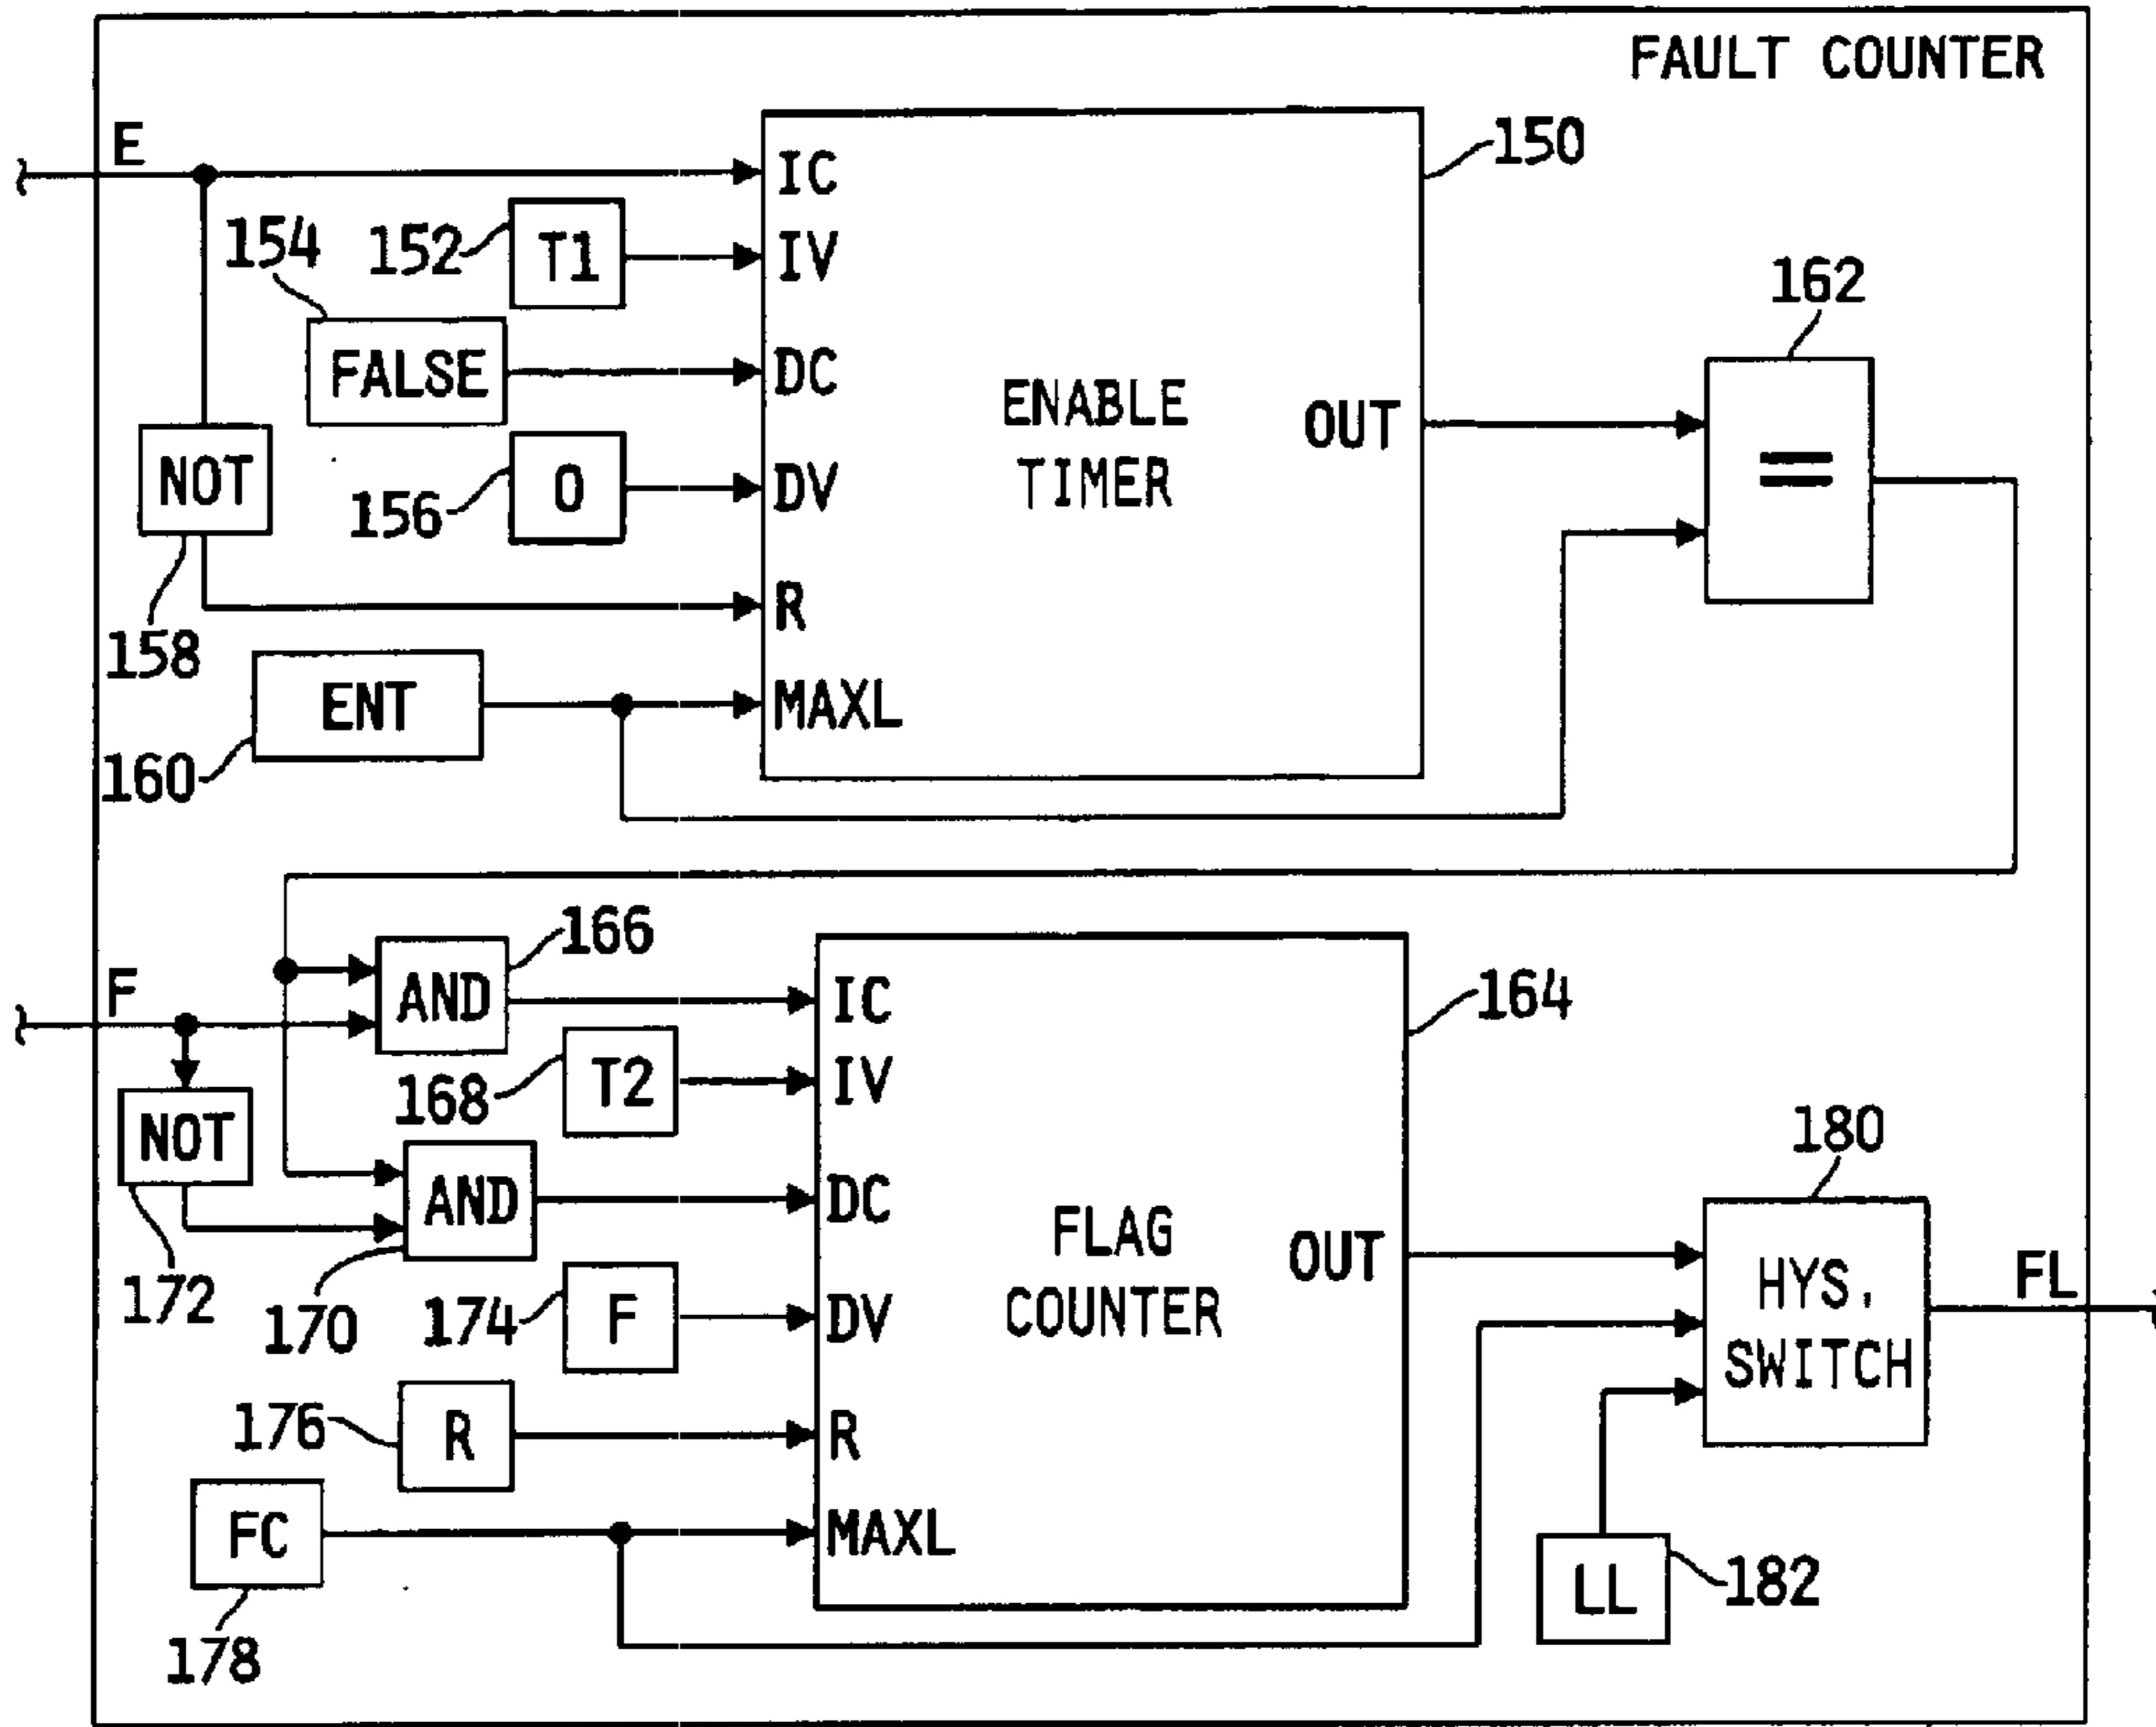 FAULT COUNTER
E
IC
150
154
152
T1
IV
162
FALSE
DC
ENABLE
TIMER
OUT
=
NOT
156
0
DV
158
R
ENT
MAXL
160
166
F
AND
IC
164
168
T2
IV
NOT
180
AND
DC
FLAG
COUNTER
OUT
HYS.
SWITCH
FL
172
170
174
F
DV
176
R
R
FC
MAXL
LL
182
178